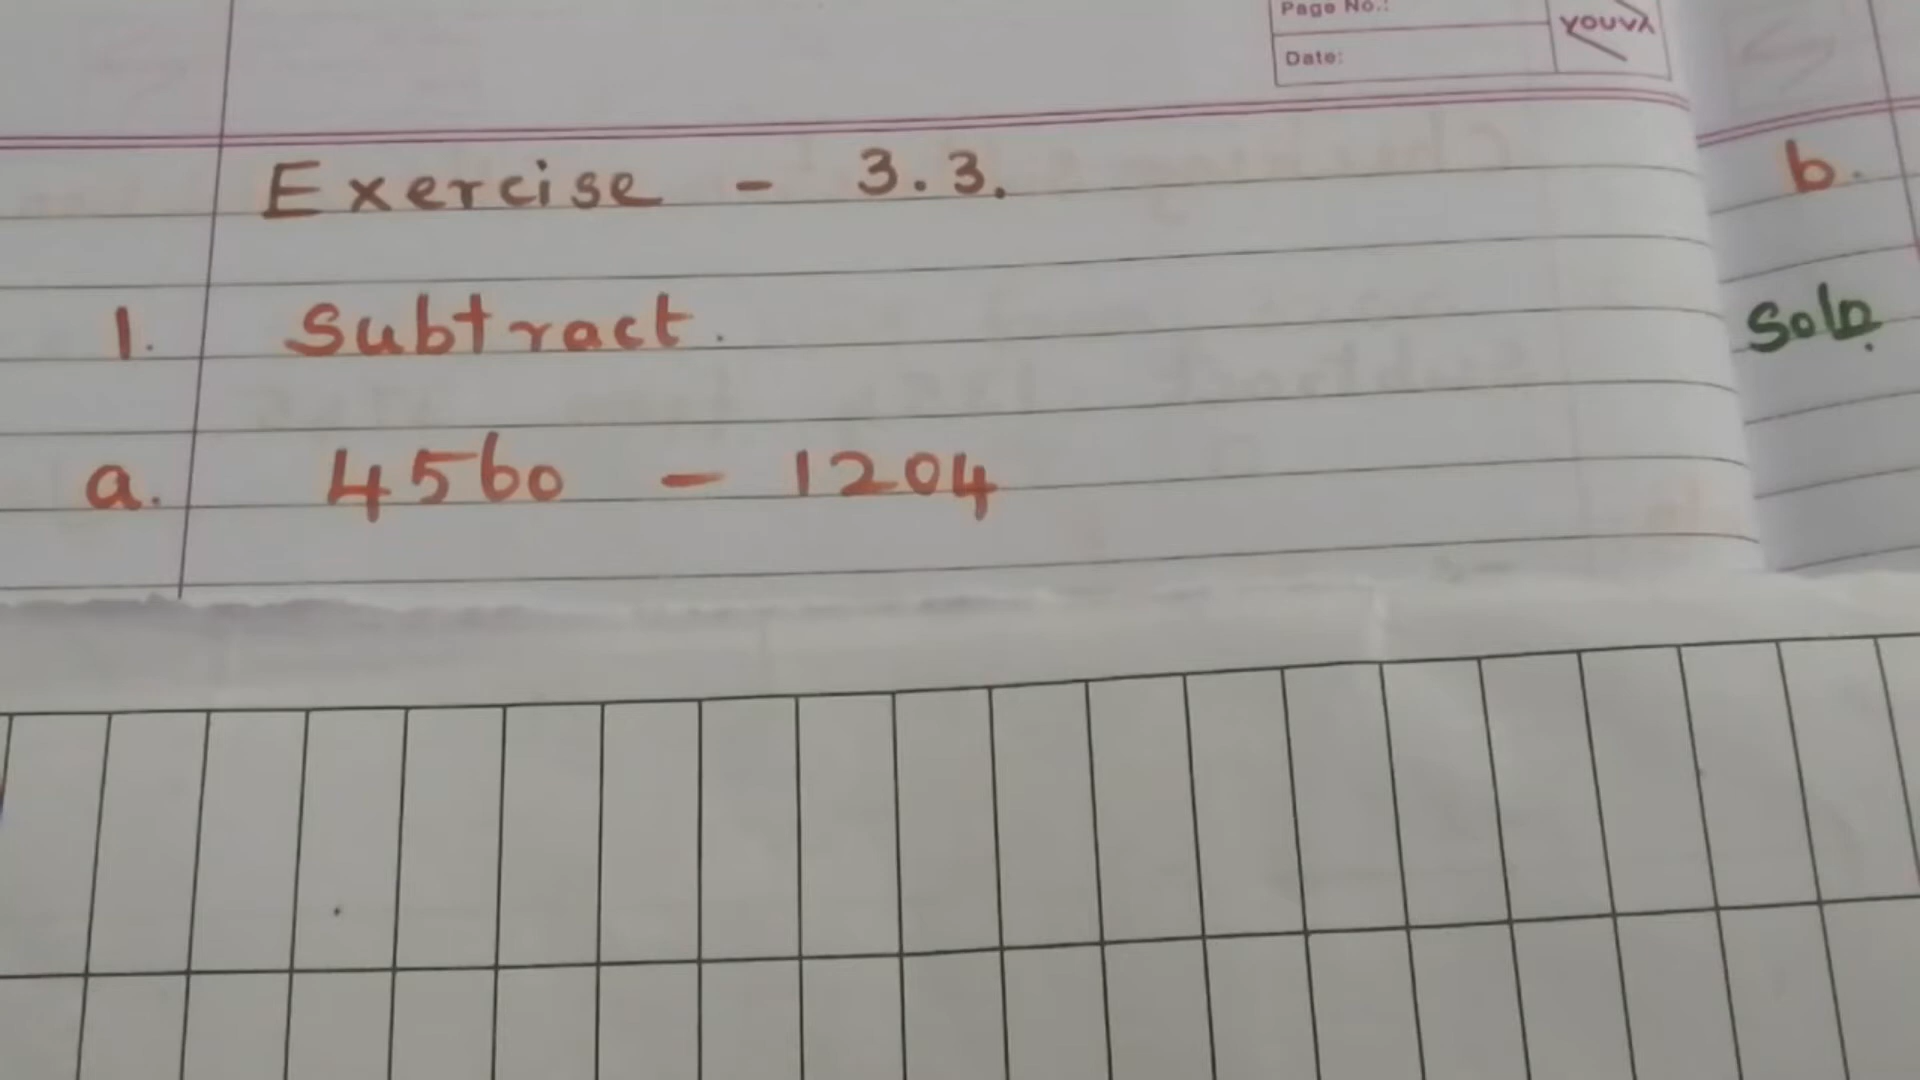 Page No.:
Date:
YOUVA
Exercise - 3.3.
1. Subtract.
a. 4560 - 1204
b.
Soln.